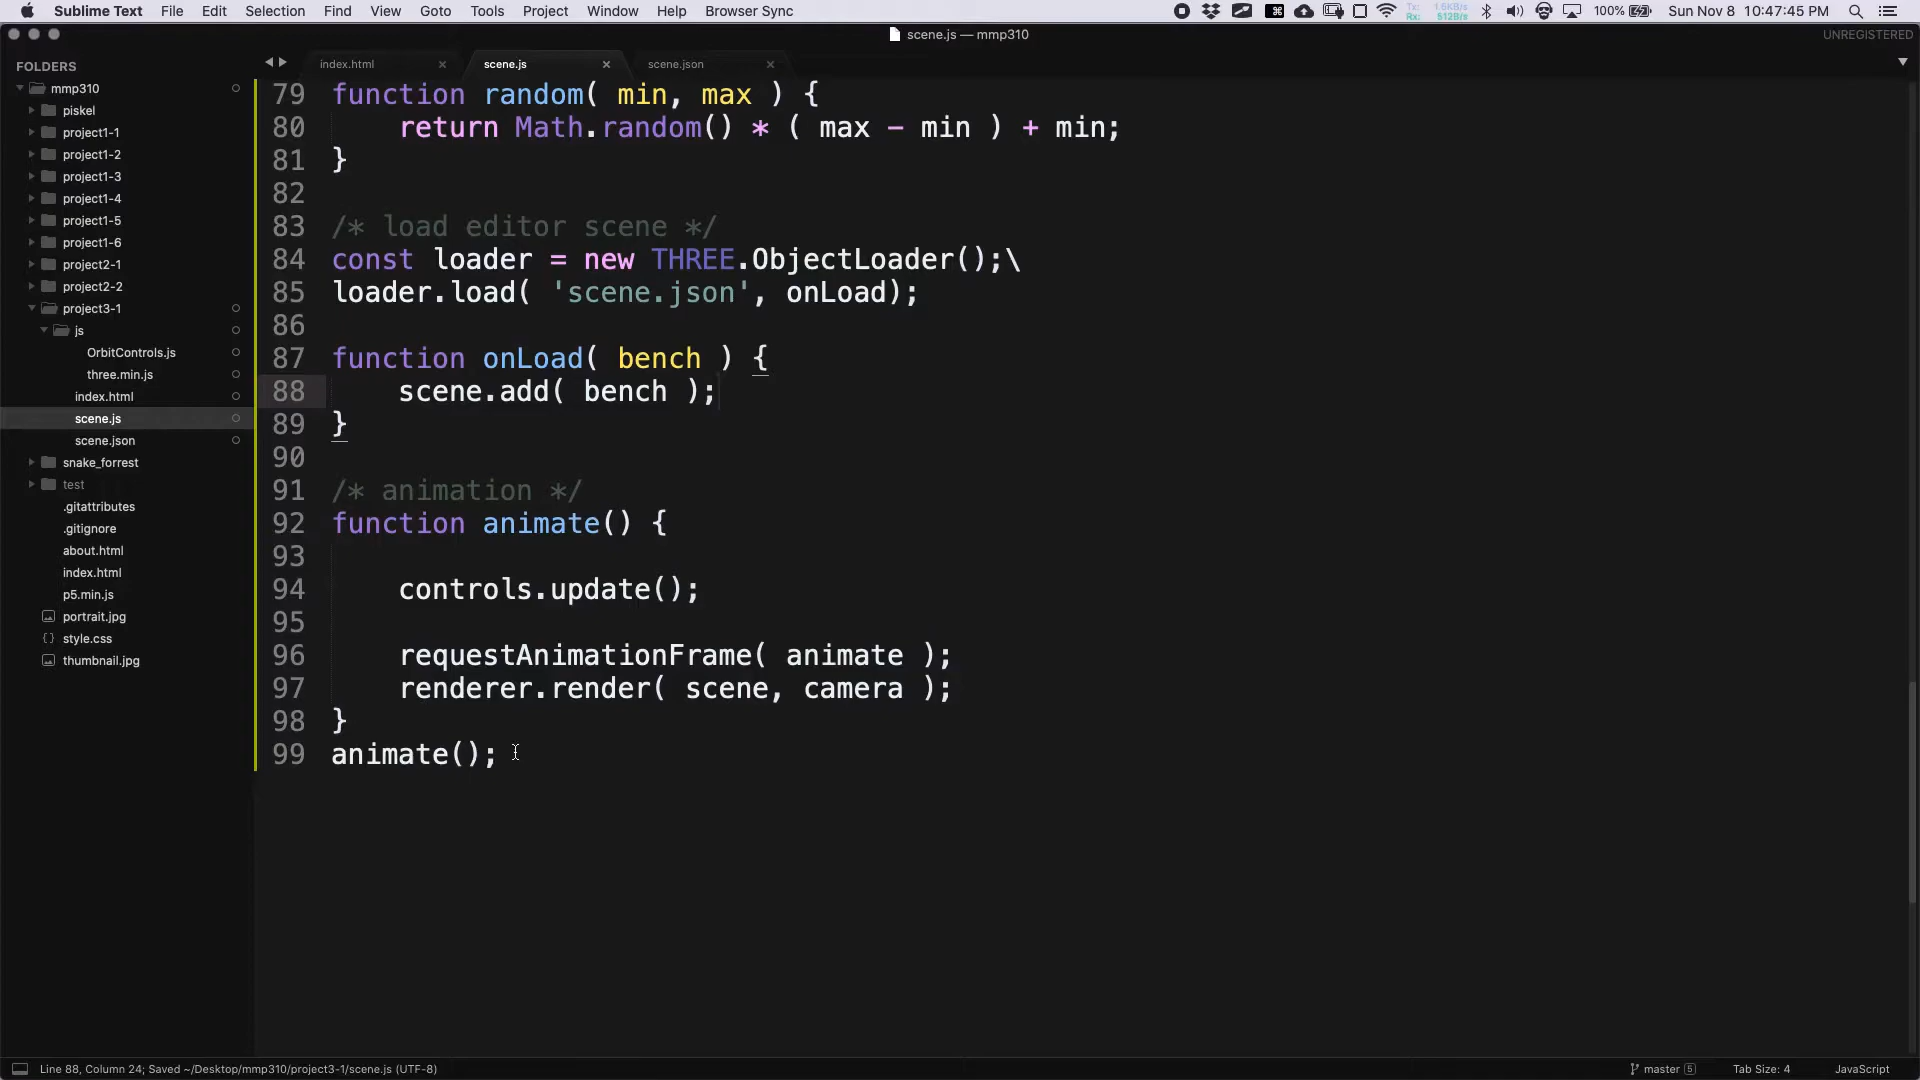 Sublime Text File Edit Selection Find View Goto Tools Project Window Help Browser Sync
Tx: 1.6KB/s
Rx: 512B/s
100% Sun Nov 8 10:47:45 PM
scene.js — mmp310
UNREGISTERED
FOLDERS
mmp310
piskel
project1-1
project1-2
project1-3
project1-4
project1-5
project1-6
project2-1
project2-2
project3-1
js
OrbitControls.js
three.min.js
index.html
scene.js
scene.json
snake_forrest
test
.gitattributes
.gitignore
about.html
index.html
p5.min.js
portrait.jpg
style.css
thumbnail.jpg
index.html × scene.js × scene.json ×
79 function random( min, max ) {
80 return Math.random() * ( max - min ) + min;
81 }
82
83 /* load editor scene */
84 const loader = new THREE.ObjectLoader();\
85 loader.load( 'scene.json', onLoad);
86
87 function onLoad( bench ) {
88 scene.add( bench );
89 }
90
91 /* animation */
92 function animate() {
93
94 controls.update();
95
96 requestAnimationFrame( animate );
97 renderer.render( scene, camera );
98 }
99 animate();
Line 88, Column 24; Saved ~/Desktop/mmp310/project3-1/scene.js (UTF-8)
master 5 Tab Size: 4 JavaScript